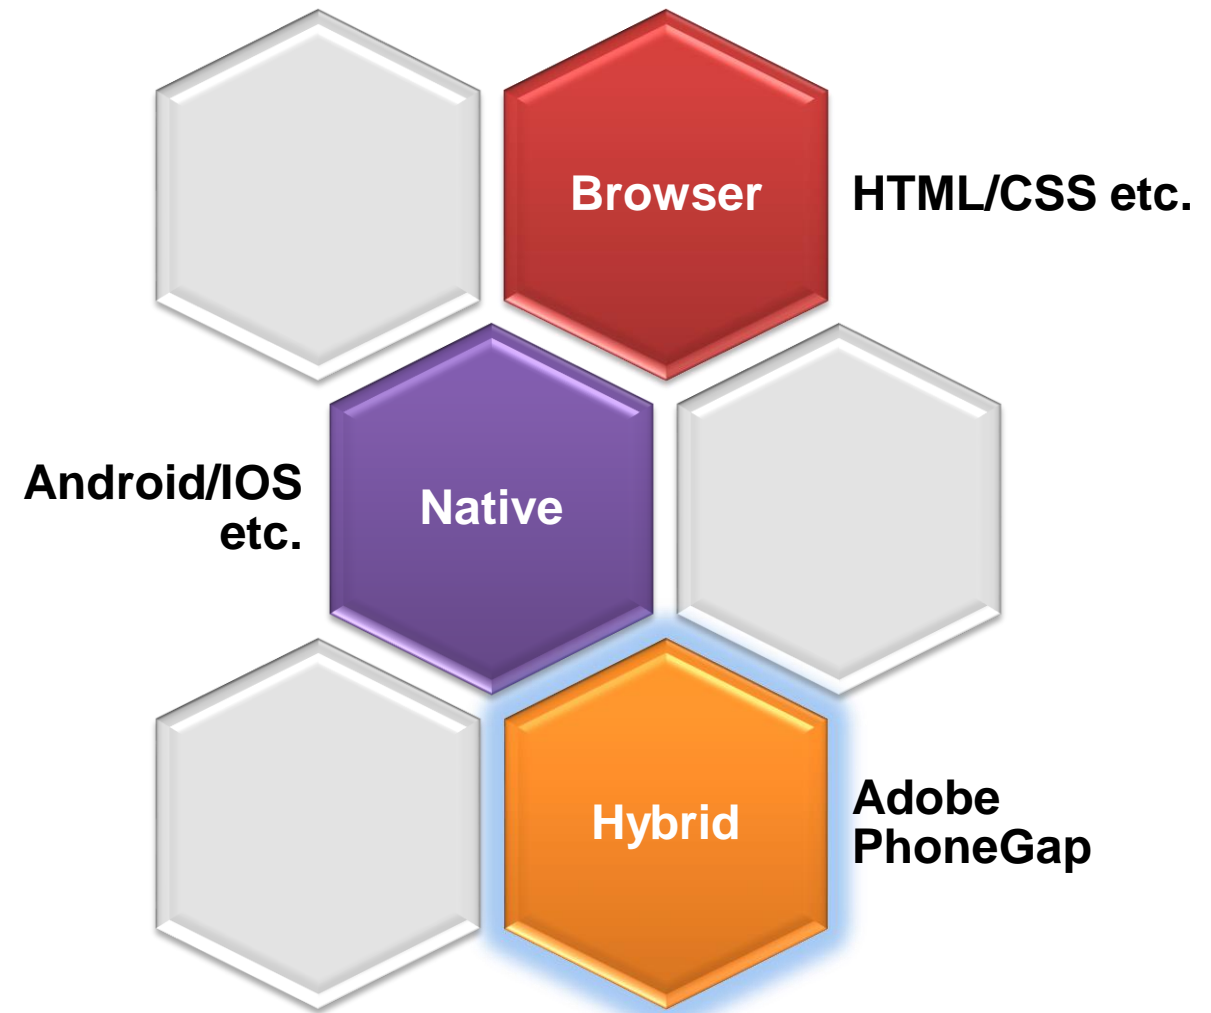 Browser
HTML/CSS etc.
Android/IOS
etc.
Native
Hybrid
Adobe
PhoneGap